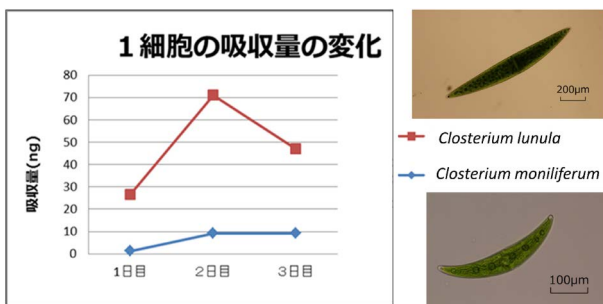 1細胞の吸収量の変化
吸収量(ng)
80
70
60
50
40
30
20
10
0
1日目 2日目 3日目
200μm
Closterium lunula
Closterium moniliferum
100μm